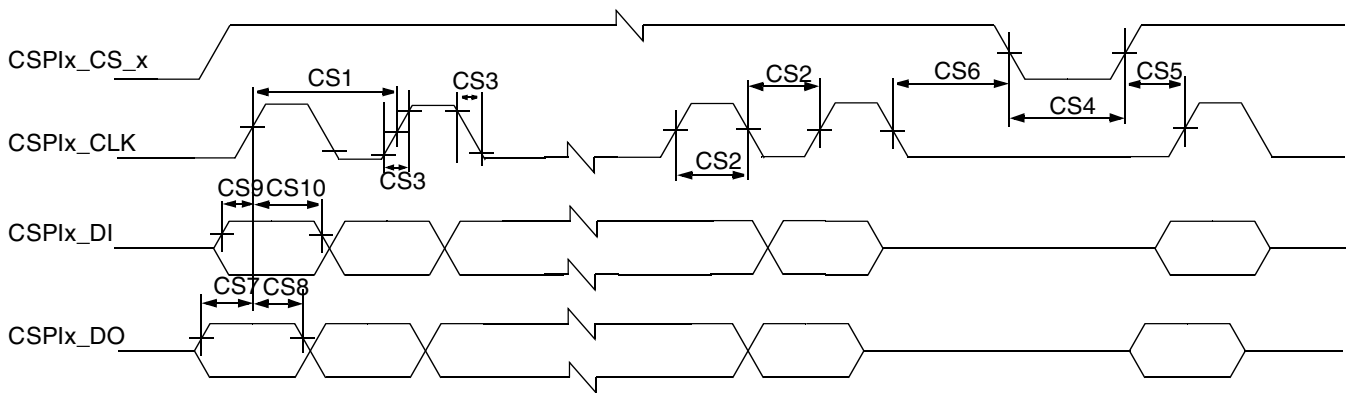 CSPIx_CS_x
CS1
CS3
CS2
CS6
CS5
CS4
CSPIx_CLK
CS3
CS2
CS9
CS10
CSPIx_DI
CS7
CS8
CSPIx_DO